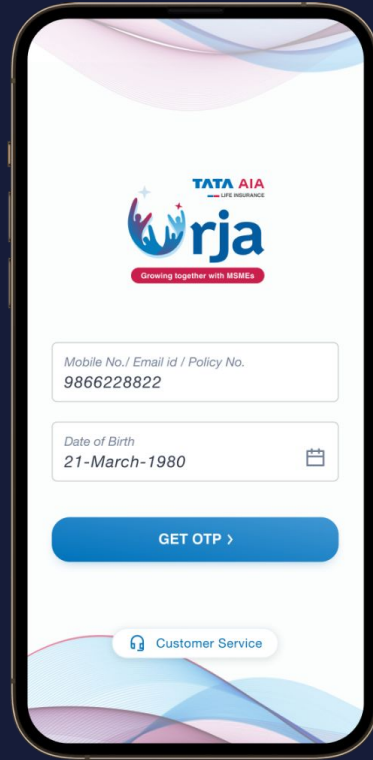 TATA AIA
LIFE INSURANCE
Urja
Growing together with MSMEs
Mobile No./ Email id / Policy No.
9866228822
Date of Birth
21-March-1980
GET OTP >
Customer Service